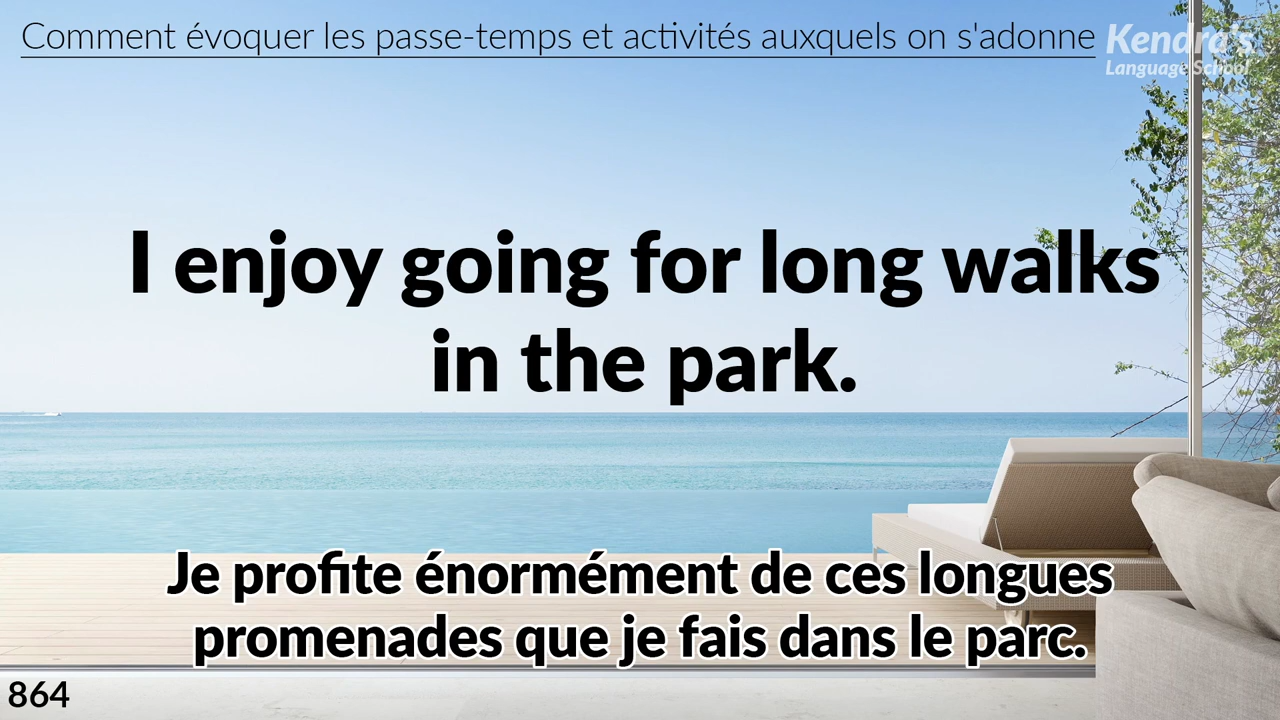 Comment évoquer les passe-temps et activités auxquels on s'adonne
Kendra's
Language School
I enjoy going for long walks
in the park.
Je profite énormément de ces longues
promenades que je fais dans le parc.
864